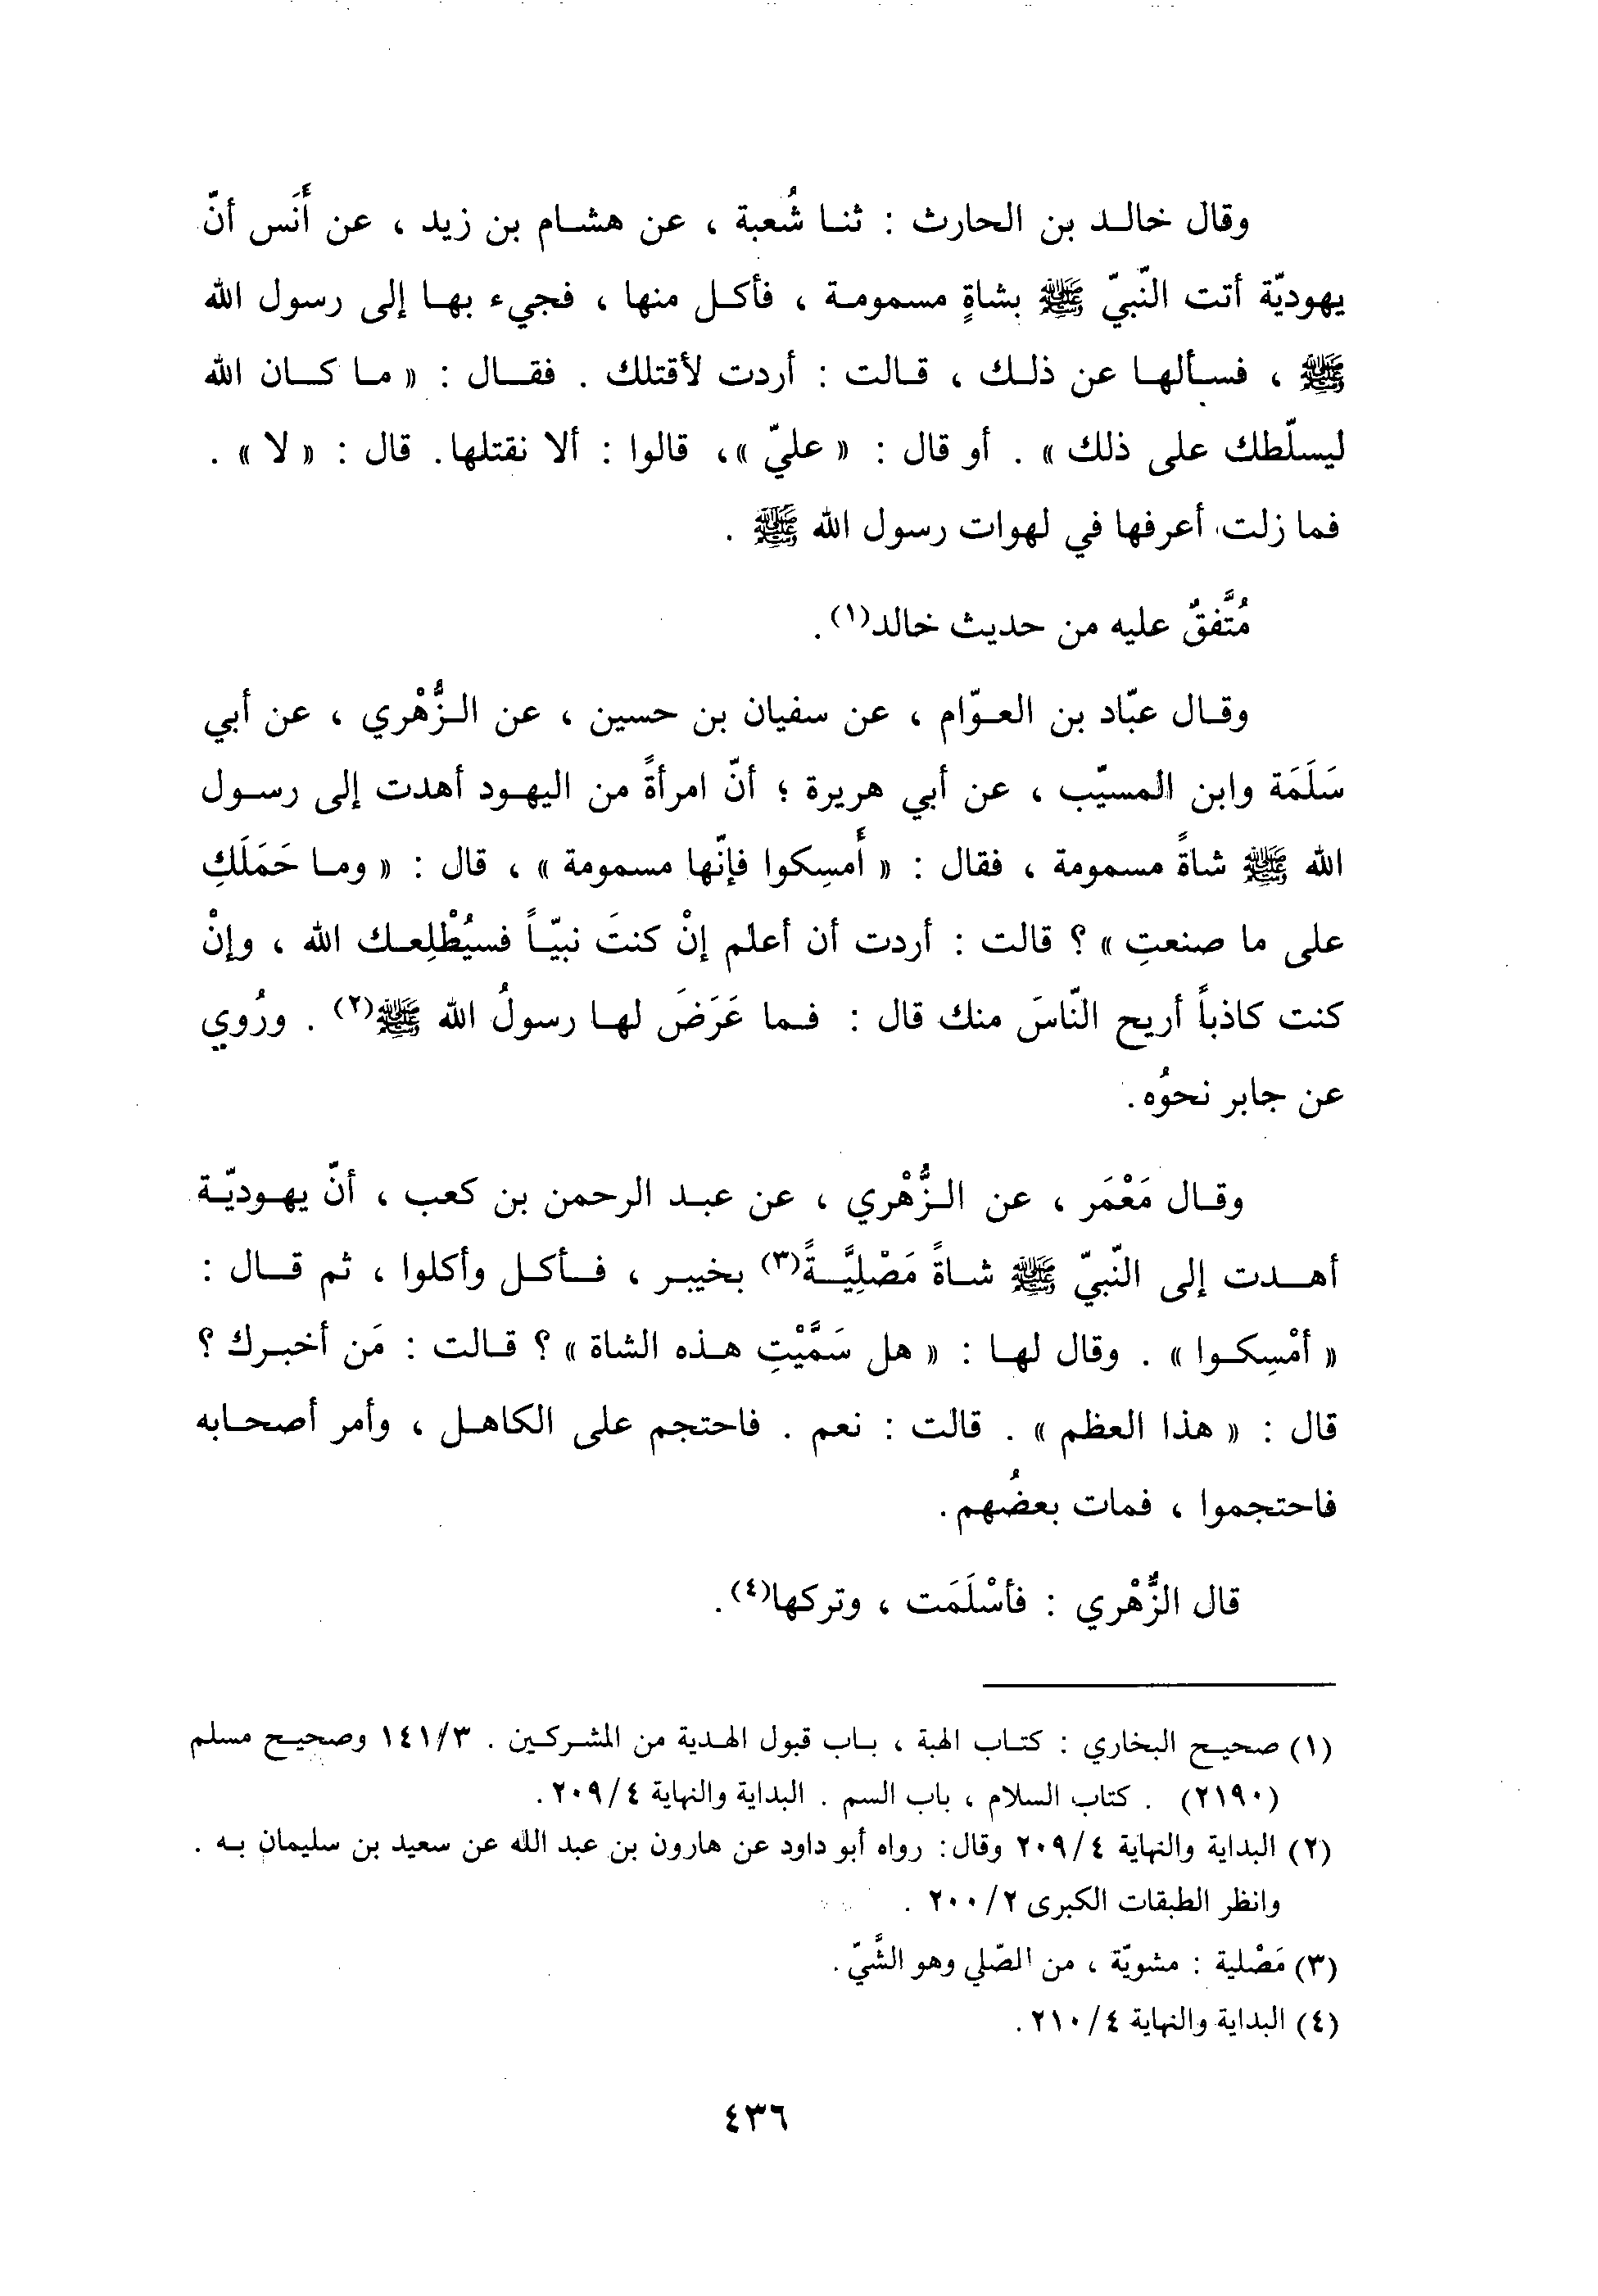 وقال خالد بن الحارث : ثنا شُعبة ، عن هشام بن زيد ، عن أَنَس أنّ
يهوديّة أتت النّبيّ ﷺ بشاةٍ مسمومة ، فأكل منها ، فجيء بها إلى رسول الله
ﷺ ، فسألها عن ذلك ، قالت : أردت لأقتلك . فقال : « ما كان الله
ليسلّطك على ذلك » . أو قال : « عليّ »، قالوا : ألا نقتلها. قال : « لا » .
فما زلت أعرفها في لهوات رسول الله ﷺ .
مُتَّفقٌ عليه من حديث خالد(١).
وقال عبّاد بن العوّام ، عن سفيان بن حسين ، عن الزُّهْري ، عن أبي
سَلَمَة وابن المسيّب ، عن أبي هريرة ؛ أنّ امرأةً من اليهود أهدت إلى رسول
الله ﷺ شاةً مسمومة ، فقال : « أَمسِكوا فإنّها مسمومة » ، قال : « وما حَمَلَكِ
على ما صنعتِ » ؟ قالت : أردت أن أعلم إنْ كنتَ نبيّاً فسيُطْلِعك الله ، وإنْ
كنت كاذباً أريح النّاسَ منك قال : فما عَرَضَ لها رسولُ الله ﷺ(٢) . ورُوي
عن جابر نحوُه.
وقال مَعْمَر ، عن الزُّهْري ، عن عبد الرحمن بن كعب ، أنّ يهوديّة
أهدت إلى النّبيّ ﷺ شاةً مَصْلِيَّةً(٣) بخيبر ، فأكل وأكلوا ، ثم قال :
« أمْسِكوا » . وقال لها : « هل سَمَّيْتِ هذه الشاة » ؟ قالت : مَن أخبرك ؟
قال : « هذا العظم » . قالت : نعم . فاحتجم على الكاهل ، وأمر أصحابه
فاحتجموا ، فمات بعضُهم.
قال الزُّهْري : فأسْلَمَت ، وتركها(٤).
(١) صحيح البخاري : كتاب الهبة ، باب قبول الهدية من المشركين . ١٤١/٣ وصحيح مسلم
(٢١٩٠) . كتاب السلام ، باب السم . البداية والنهاية ٢٠٩/٤.
(٢) البداية والنهاية ٢٠٩/٤ وقال: رواه أبو داود عن هارون بن عبد الله عن سعيد بن سليمان به .
وانظر الطبقات الكبرى ٢٠٠/٢ .
(٣) مَصْلية : مشويّة ، من الصّلي وهو الشَّيّ.
(٤) البداية والنهاية ٢١٠/٤.
٤٣٦